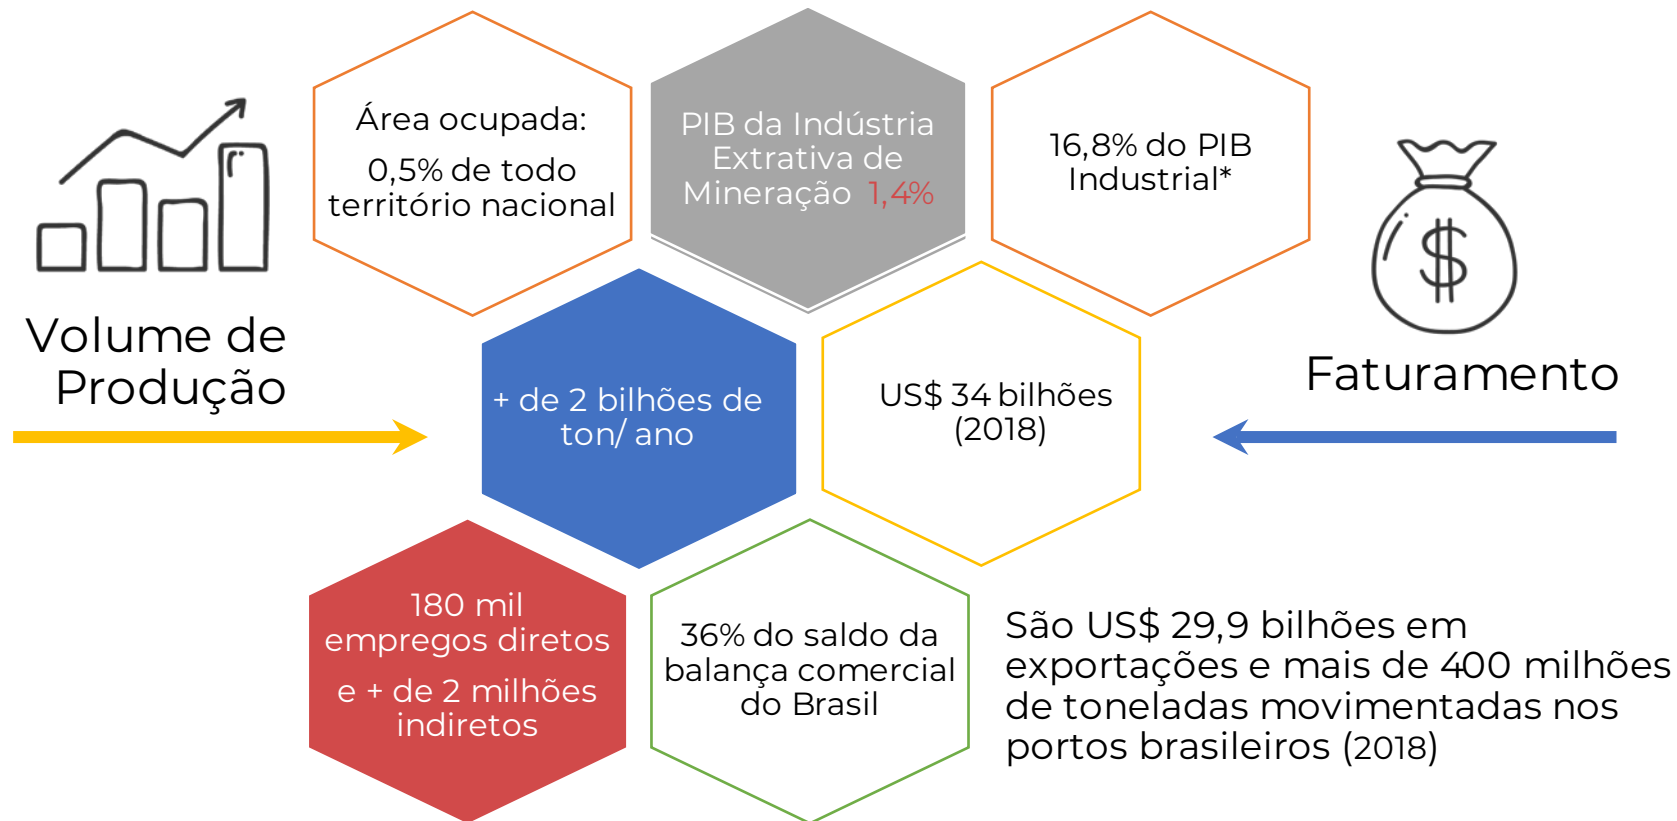 Área ocupada:
0,5% de todo
território nacional
PIB da Indústria
Extrativa de
Mineração 1,4%
16,8% do PIB
Industrial*
Volume de
Produção
+ de 2 bilhões de
ton/ ano
US$ 34 bilhões
(2018)
$
Faturamento
180 mil
empregos diretos
e + de 2 milhões
indiretos
36% do saldo da
balança comercial
do Brasil
São US$ 29,9 bilhões em
exportações e mais de 400 milhões
de toneladas movimentadas nos
portos brasileiros (2018)